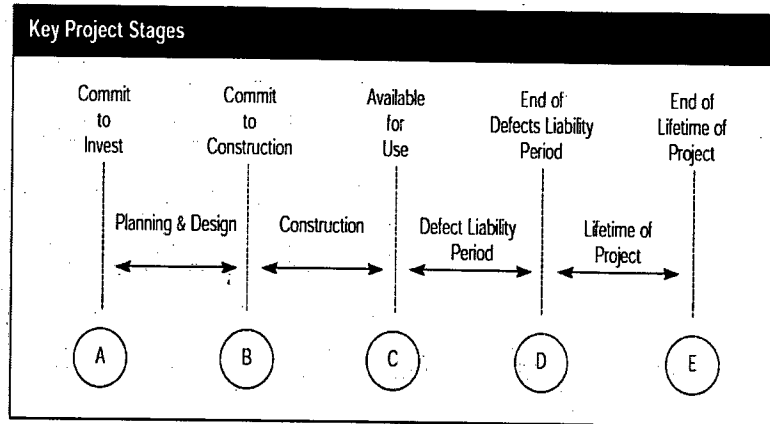 Key Project Stages
Commit
to
Invest
Commit
to
Construction
Available
for
Use
End of
Defects Liability
Period
End of
Lifetime of
Project
Planning & Design
Construction
Defect Liability
Period
Lifetime of
Project
A
B
C
D
E